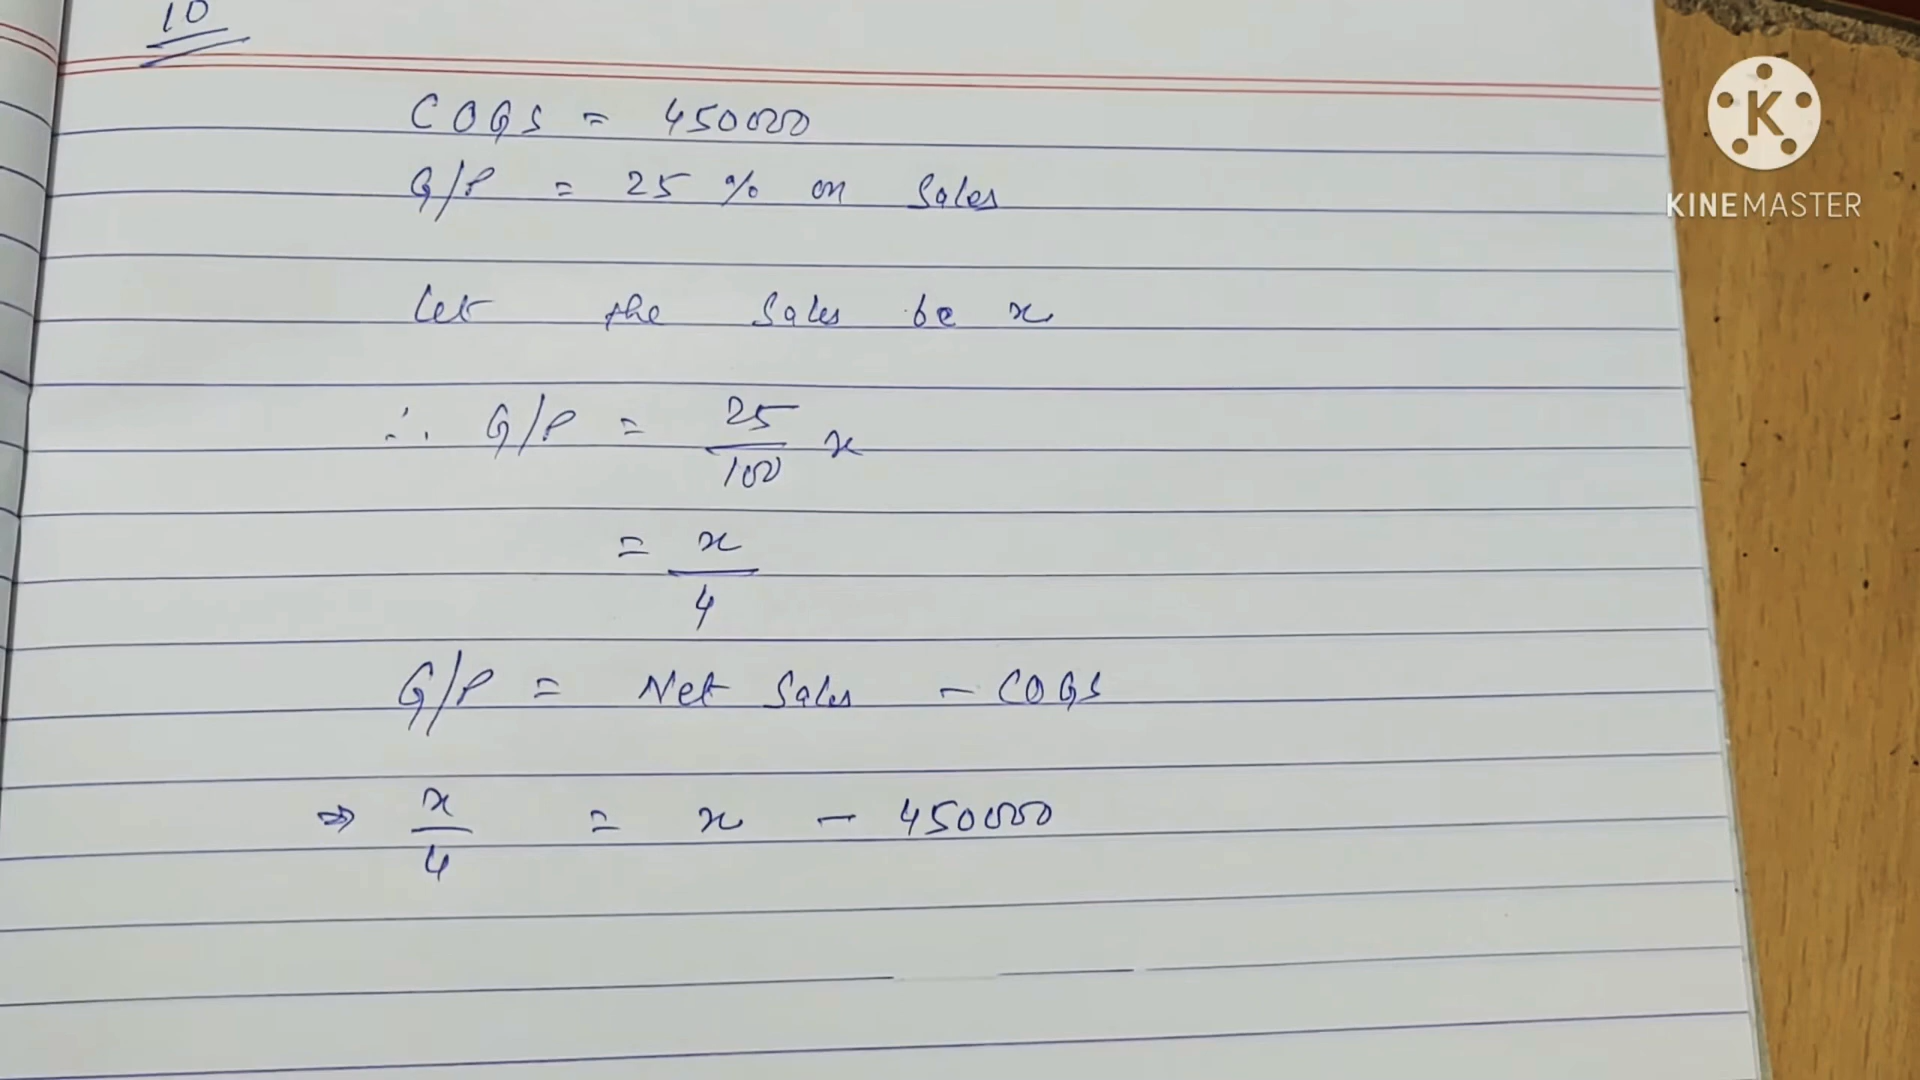 10
COGS = 450000
G/P = 25 % on Sales
Let the Sales be x
∴ G/P = 25/100 x
= x/4
G/P = Net Sales - COGS
⇒ x/4 = x - 450000
K
KINEMASTER